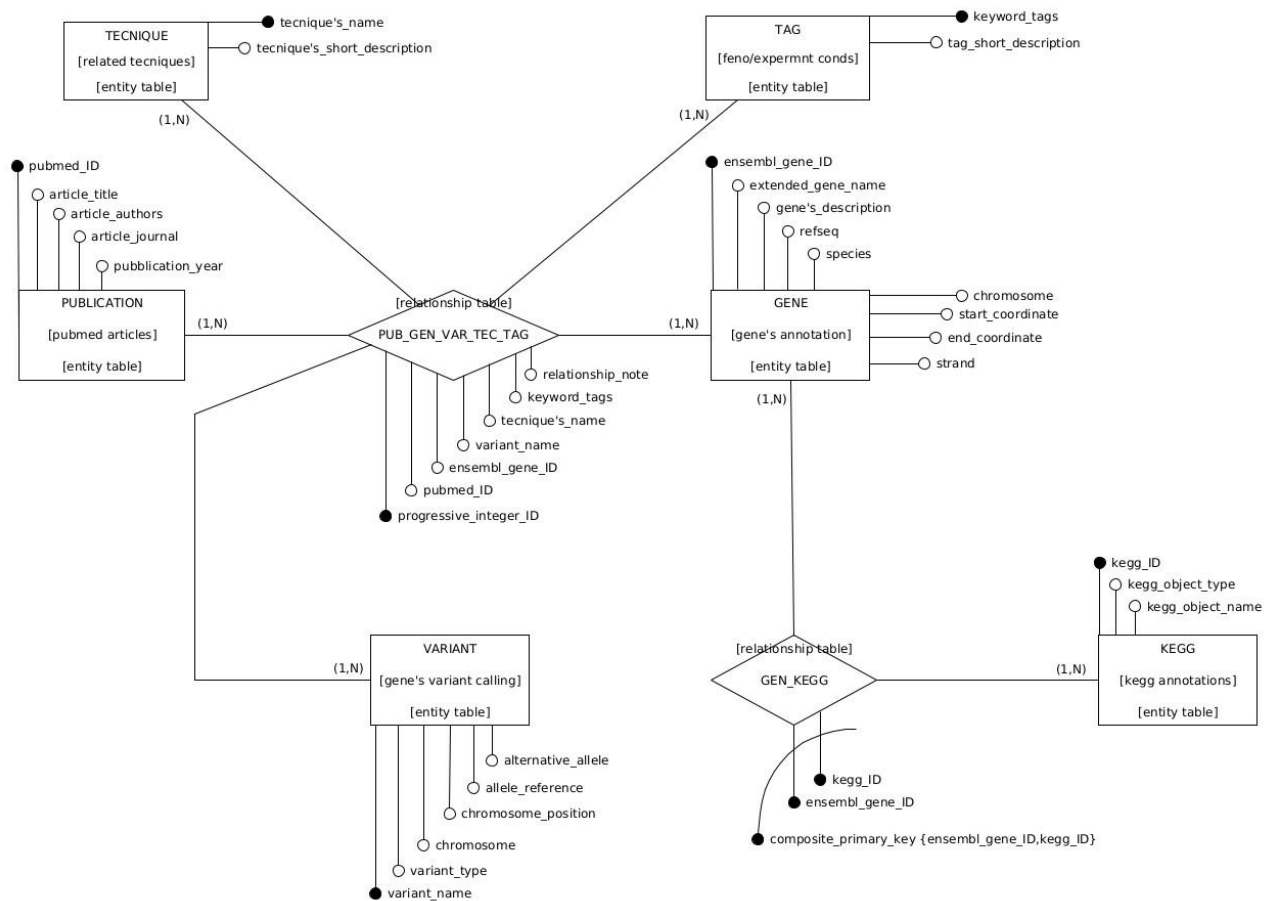 tecnique's_name
TECNIQUE
tecnique's_short_description
[related tecniques]
[entity table]
(1,N)
keyword_tags
TAG
tag_short_description
[feno/expermnt conds]
[entity table]
(1,N)
pubmed_ID
article_title
article_authors
article_journal
pubblication_year
PUBLICATION
[pubmed articles]
[entity table]
(1,N)
[relationship table]
PUB_GEN_VAR_TEC_TAG
relationship_note
keyword_tags
tecnique's_name
variant_name
ensembl_gene_ID
pubmed_ID
progressive_integer_ID
ensembl_gene_ID
extended_gene_name
gene's_description
refseq
species
(1,N)
GENE
[gene's annotation]
[entity table]
chromosome
start_coordinate
end_coordinate
strand
(1,N)
VARIANT
(1,N)
[gene's variant calling]
[entity table]
alternative_allele
allele_reference
chromosome_position
chromosome
variant_type
variant_name
[relationship table]
GEN_KEGG
kegg_ID
ensembl_gene_ID
composite_primary_key {ensembl_gene_ID,kegg_ID}
kegg_ID
kegg_object_type
kegg_object_name
(1,N)
KEGG
[kegg annotations]
[entity table]